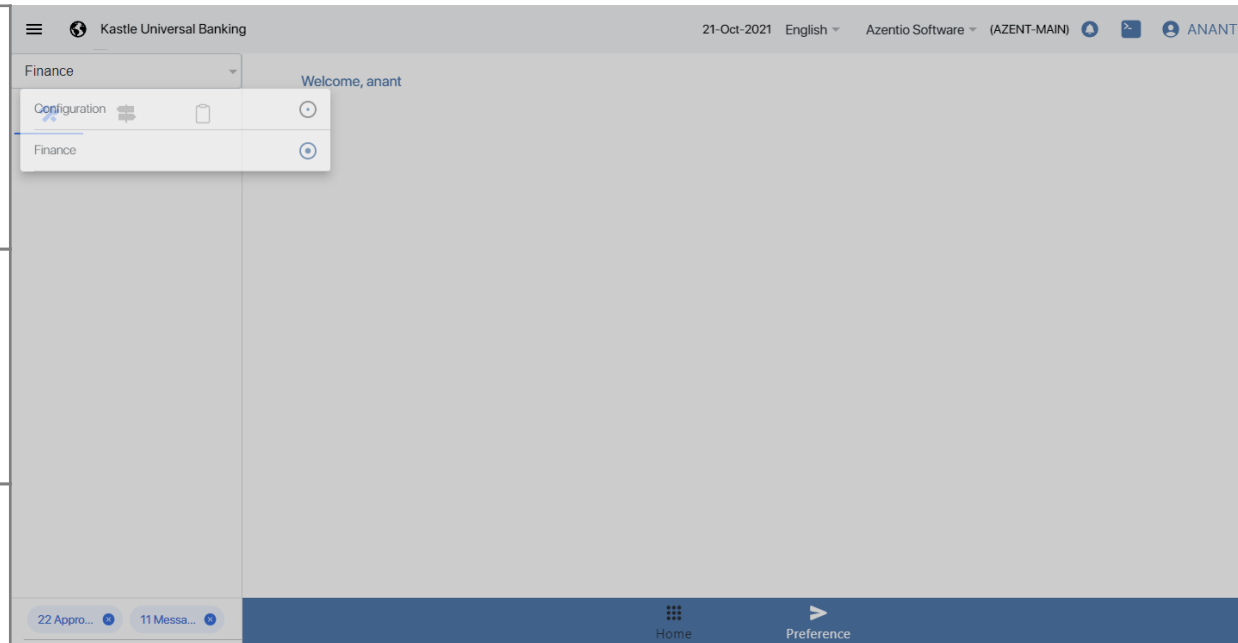 Kastle Universal Banking
21-Oct-2021 English Azentio Software (AZENT-MAIN) ANANT
Finance
Welcome, anant
Configuration
Finance
22 Appro... 11 Messa...
Home Preference